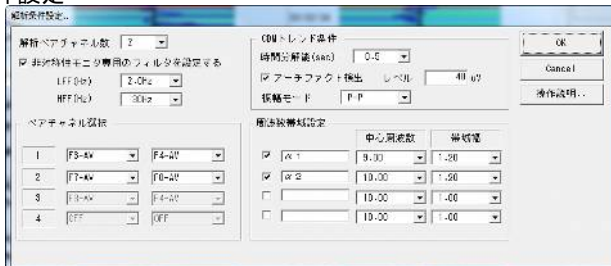 解析条件設定..
解析ペアチャネル数 2
非対称性モニタ専用のフィルタを設定する
LFF(Hz) 2.0Hz
HFF(Hz) 30Hz
ペアチャネル選択
1 F3-AV F4-AV
2 F7-AV F8-AV
3 F3-AV F4-AV
4 OFF OFF
CDMトレンド条件
時間分解能(sec) 0.5
アーチファクト検出 レベル 40 uV
振幅モード P-P
周波数帯域設定
中心周波数 帯域幅
α1 9.00 1.20
α2 10.00 1.20
10.00 1.00
10.00 1.00
OK
Cancel
操作説明..